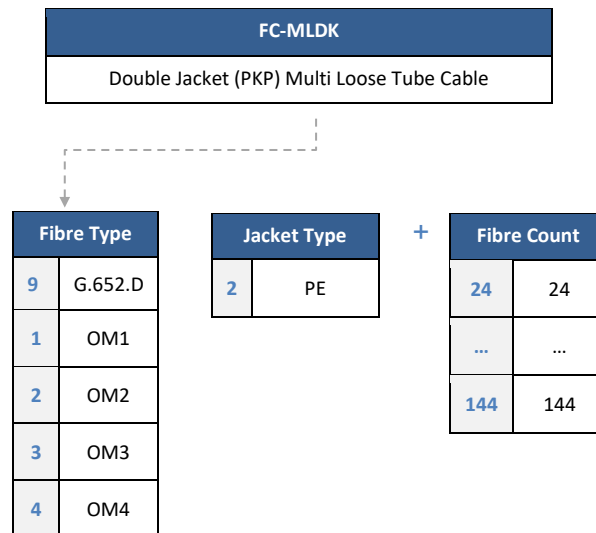 FC-MLDK
Double Jacket (PKP) Multi Loose Tube Cable
Fibre Type
9 G.652.D
1 OM1
2 OM2
3 OM3
4 OM4
Jacket Type
2 PE
+
Fibre Count
24 24
... ...
144 144